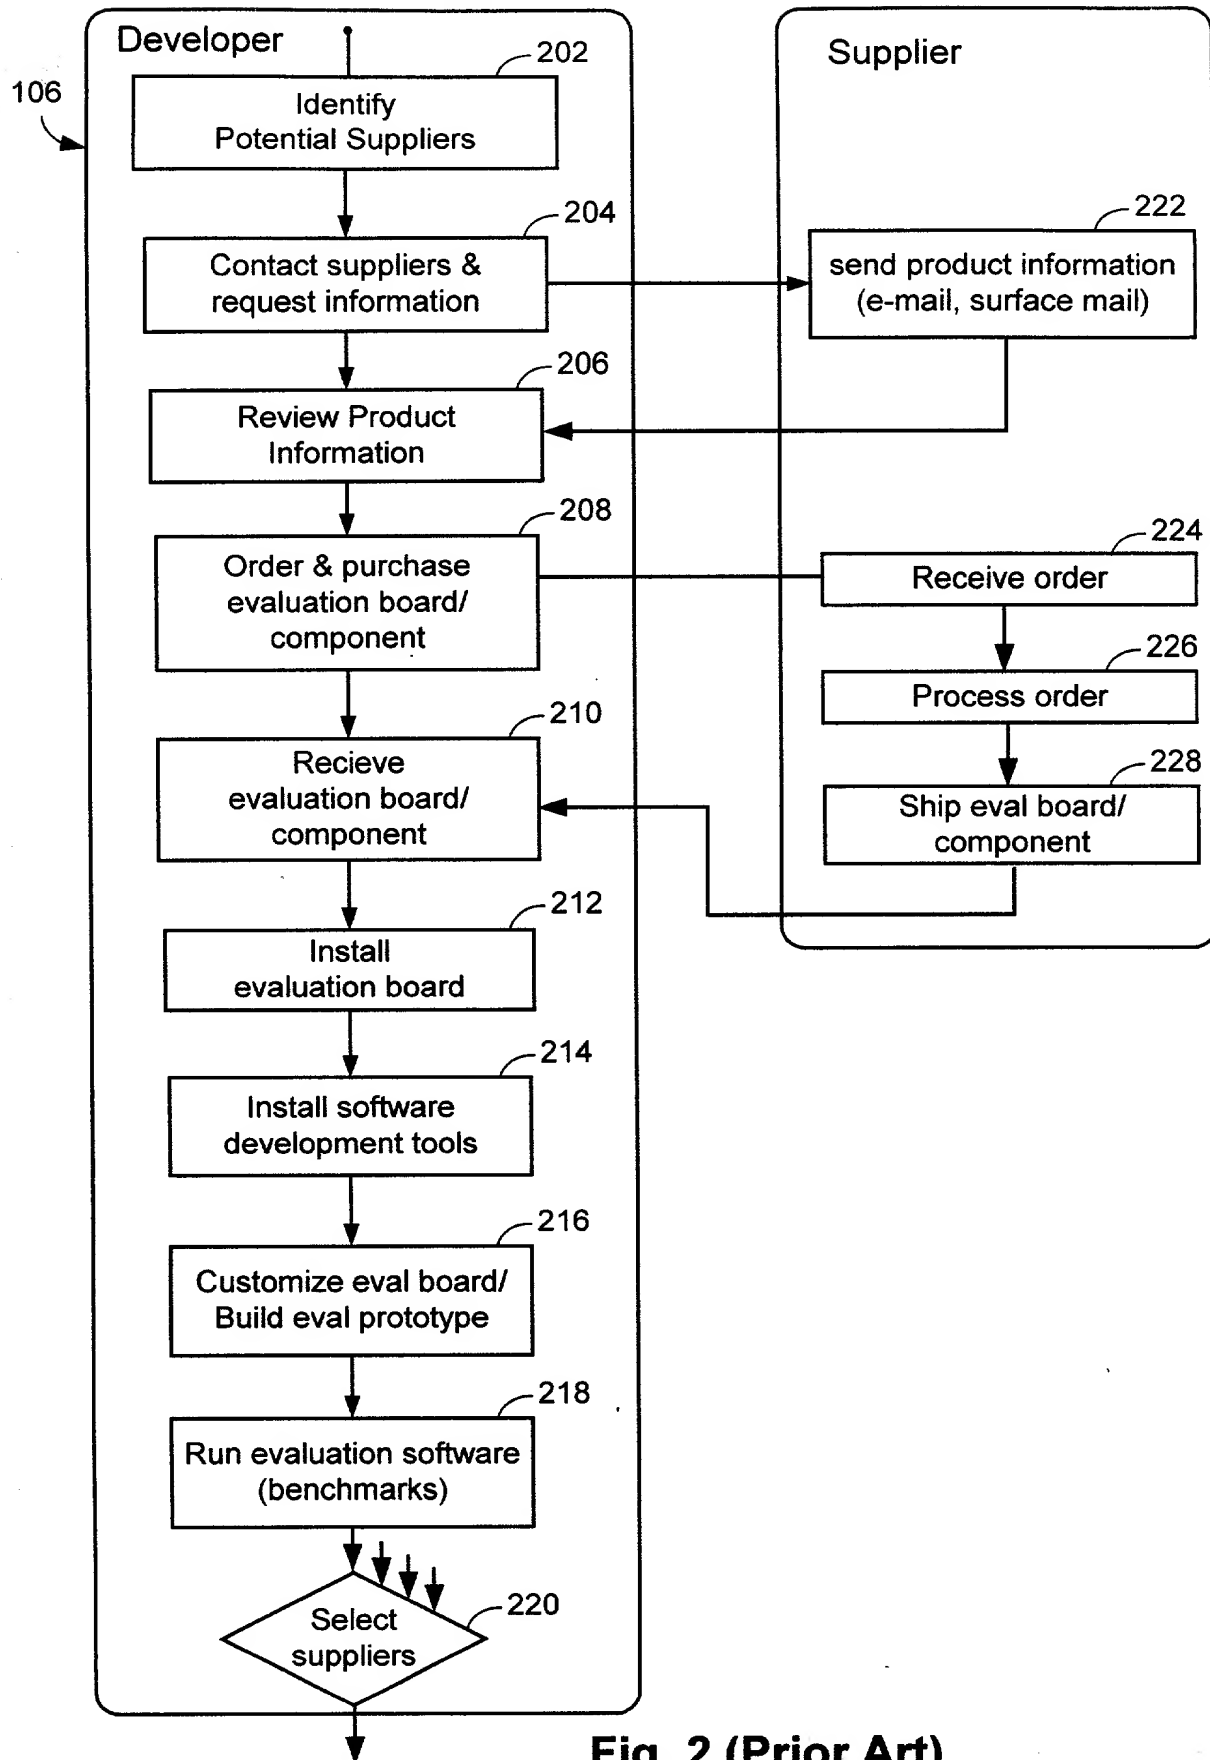 Developer
Supplier
106
202
Identify
Potential Suppliers
204
Contact suppliers &
request information
222
send product information
(e-mail, surface mail)
206
Review Product
Information
208
Order & purchase
evaluation board/
component
224
Receive order
226
Process order
210
Recieve
evaluation board/
component
228
Ship eval board/
component
212
Install
evaluation board
214
Install software
development tools
216
Customize eval board/
Build eval prototype
218
Run evaluation software
(benchmarks)
220
Select
suppliers
Fig. 2 (Prior Art)